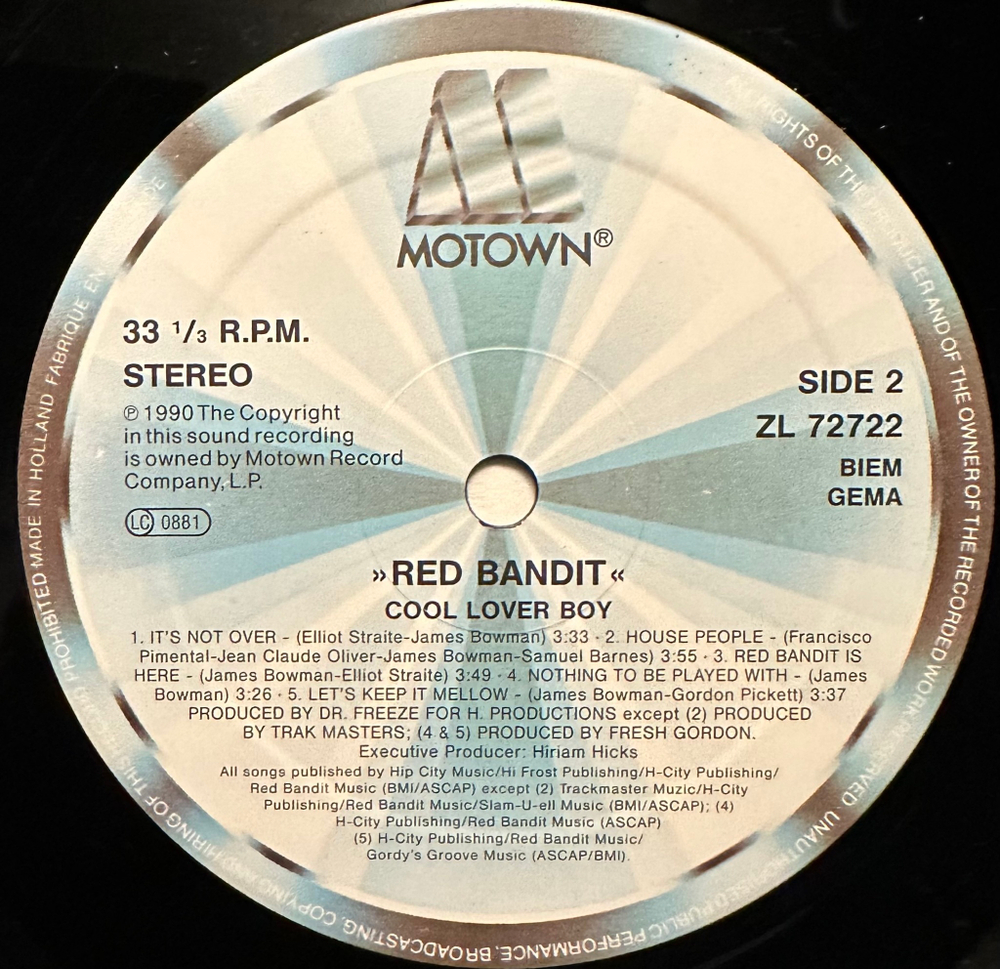 MOTOWN®
33 1/3 R.P.M.
STEREO
℗ 1990 The Copyright
in this sound recording
is owned by Motown Record
Company, L.P.
LC 0881
SIDE 2
ZL 72722
BIEM
GEMA
»RED BANDIT«
COOL LOVER BOY
1. IT'S NOT OVER - (Elliot Straite-James Bowman) 3:33 · 2. HOUSE PEOPLE - (Francisco
Pimental-Jean Claude Oliver-James Bowman-Samuel Barnes) 3:55 · 3. RED BANDIT IS
HERE - (James Bowman-Elliot Straite) 3:49 · 4. NOTHING TO BE PLAYED WITH - (James
Bowman) 3:26 · 5. LET'S KEEP IT MELLOW - (James Bowman-Gordon Pickett) 3:37
PRODUCED BY DR. FREEZE FOR H. PRODUCTIONS except (2) PRODUCED
BY TRAK MASTERS; (4 & 5) PRODUCED BY FRESH GORDON.
Executive Producer: Hiriam Hicks
All songs published by Hip City Music/Hi Frost Publishing/H-City Publishing/
Red Bandit Music (BMI/ASCAP) except (2) Trackmaster Muzic/H-City
Publishing/Red Bandit Music/Slam-U-ell Music (BMI/ASCAP); (4)
H-City Publishing/Red Bandit Music (ASCAP)
(5) H-City Publishing/Red Bandit Music/
Gordy's Groove Music (ASCAP/BMI).
ALL RIGHTS OF THE PRODUCER AND OF THE OWNER OF THE RECORDED WORK RESERVED. UNAUTHORISED PUBLIC PERFORMANCE, BROADCASTING, COPYING AND HIRING OF THIS RECORD PROHIBITED MADE IN HOLLAND FABRIQUÉ EN HOLLANDE